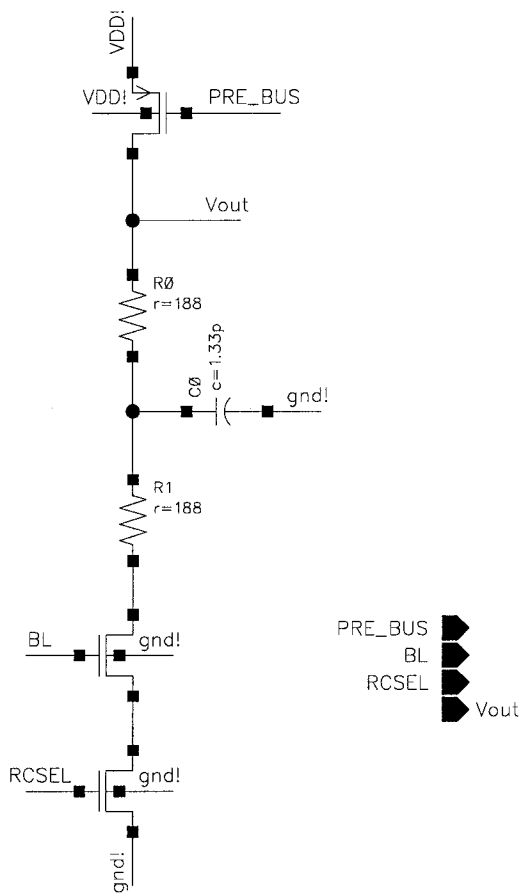 VDD!
VDD!
PRE_BUS
Vout
RØ
r=188
CØ
c=1.33p
gnd!
R1
r=188
BL
gnd!
RCSEL
gnd!
gnd!
PRE_BUS
BL
RCSEL
Vout